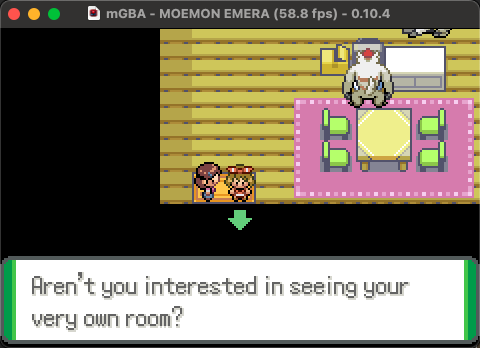 mGBA - MOEMON EMERA (58.8 fps) - 0.10.4
Aren't you interested in seeing your
very own room?